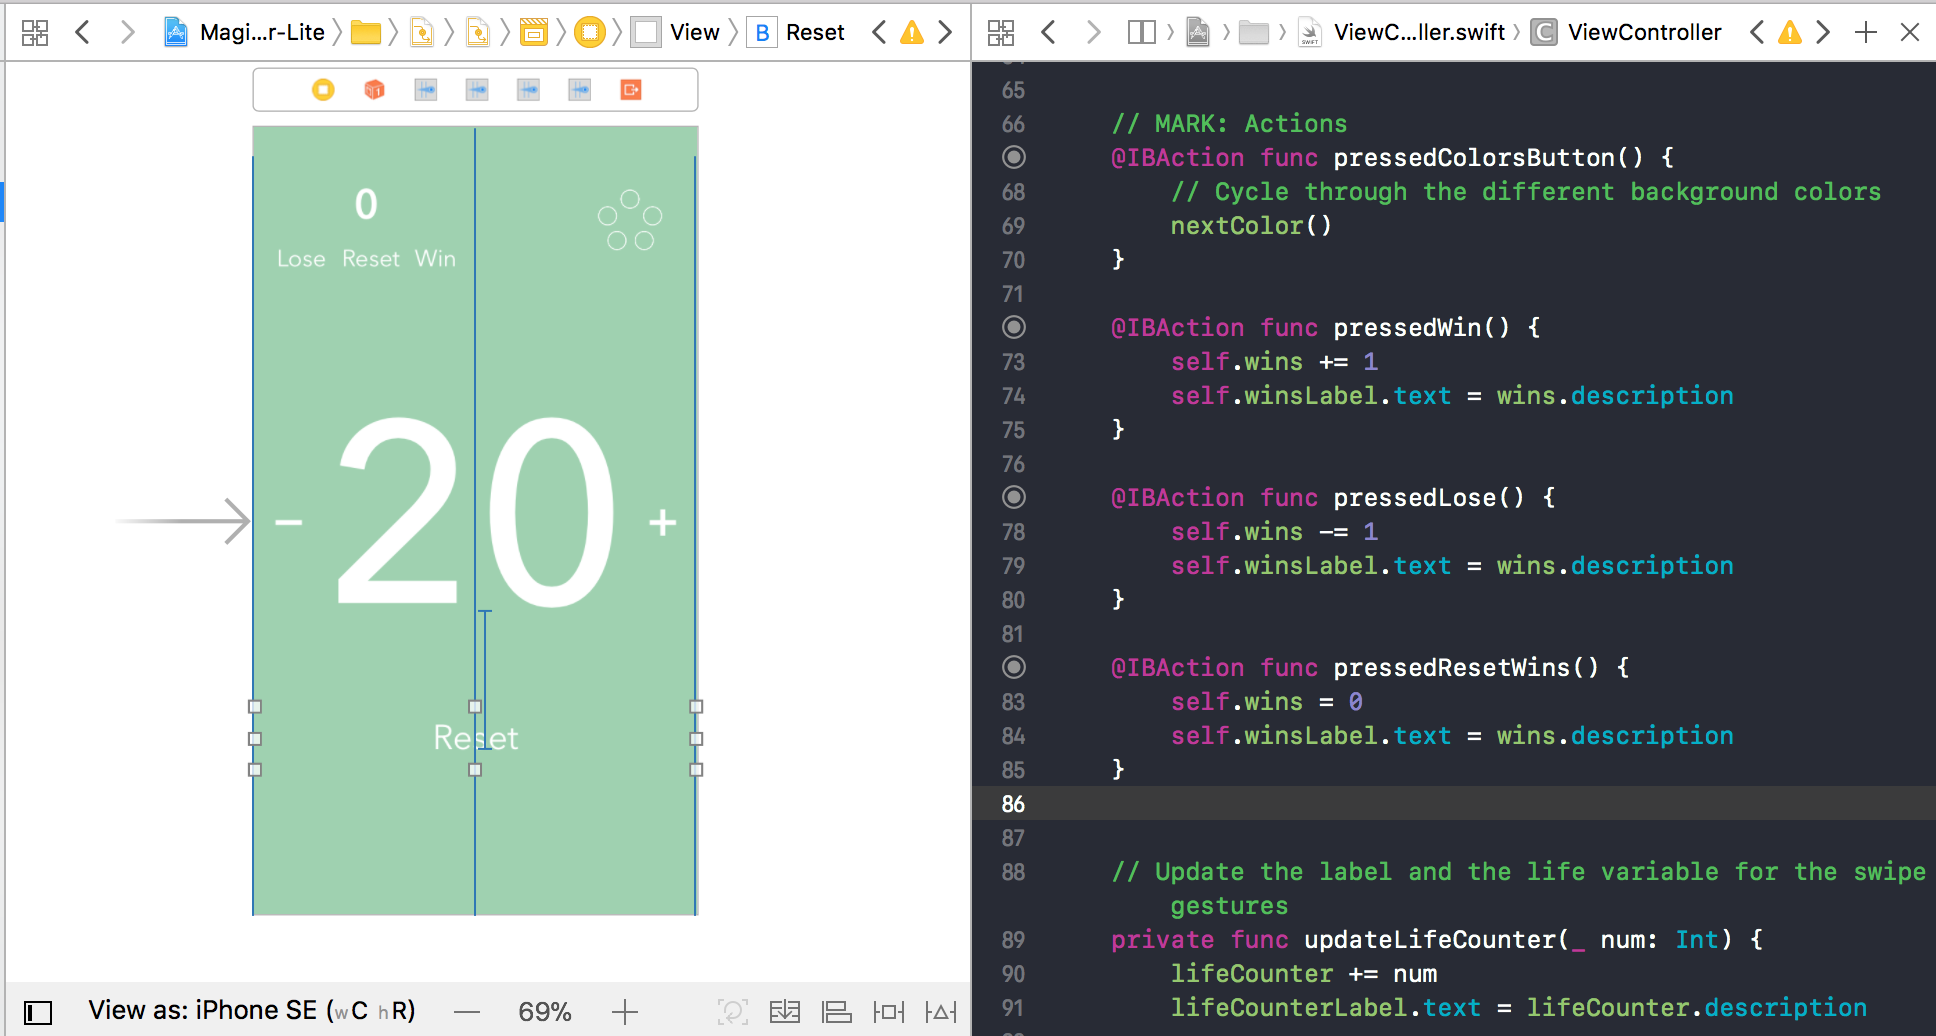 Magi...r-Lite View B Reset
0
Lose Reset Win
- 20 +
Reset
View as: iPhone SE (wC hR) — 69% +
ViewC...ller.swift C ViewController
65
66 // MARK: Actions
@IBAction func pressedColorsButton() {
68 // Cycle through the different background colors
69 nextColor()
70 }
71
@IBAction func pressedWin() {
73 self.wins += 1
74 self.winsLabel.text = wins.description
75 }
76
@IBAction func pressedLose() {
78 self.wins -= 1
79 self.winsLabel.text = wins.description
80 }
81
@IBAction func pressedResetWins() {
83 self.wins = 0
84 self.winsLabel.text = wins.description
85 }
86
87
88 // Update the label and the life variable for the swipe
gestures
89 private func updateLifeCounter(_ num: Int) {
90 lifeCounter += num
91 lifeCounterLabel.text = lifeCounter.description